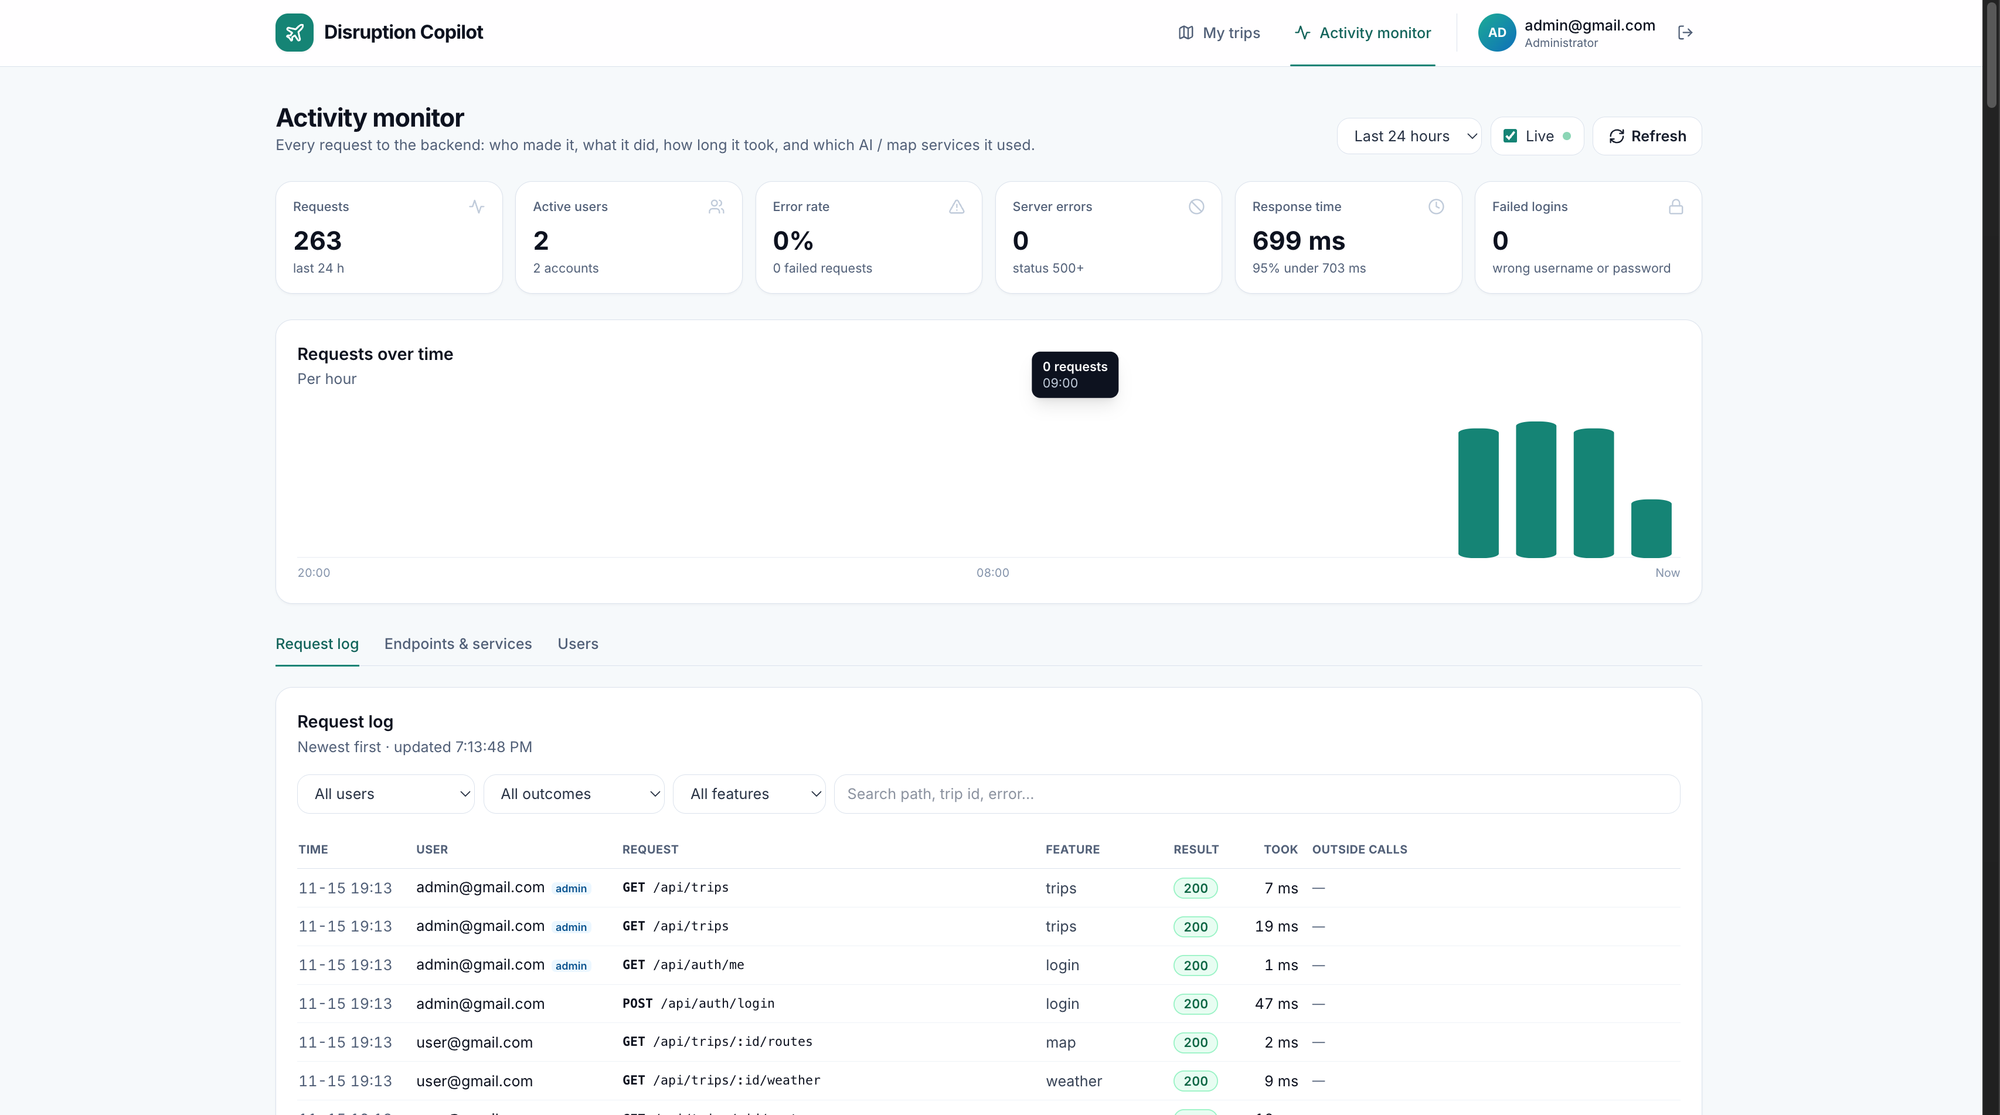 Disruption Copilot
My trips
Activity monitor
AD
admin@gmail.com
Administrator
Activity monitor
Every request to the backend: who made it, what it did, how long it took, and which AI / map services it used.
Last 24 hours
Live
Refresh
Requests
263
last 24 h
Active users
2
2 accounts
Error rate
0%
0 failed requests
Server errors
0
status 500+
Response time
699 ms
95% under 703 ms
Failed logins
0
wrong username or password
Requests over time
Per hour
0 requests
09:00
20:00
08:00
Now
Request log
Endpoints & services
Users
Request log
Newest first · updated 7:13:48 PM
All users
All outcomes
All features
Search path, trip id, error...
TIME USER REQUEST FEATURE RESULT TOOK OUTSIDE CALLS
11-15 19:13 admin@gmail.com admin GET /api/trips trips 200 7 ms —
11-15 19:13 admin@gmail.com admin GET /api/trips trips 200 19 ms —
11-15 19:13 admin@gmail.com admin GET /api/auth/me login 200 1 ms —
11-15 19:13 admin@gmail.com POST /api/auth/login login 200 47 ms —
11-15 19:13 user@gmail.com GET /api/trips/:id/routes map 200 2 ms —
11-15 19:13 user@gmail.com GET /api/trips/:id/weather weather 200 9 ms —